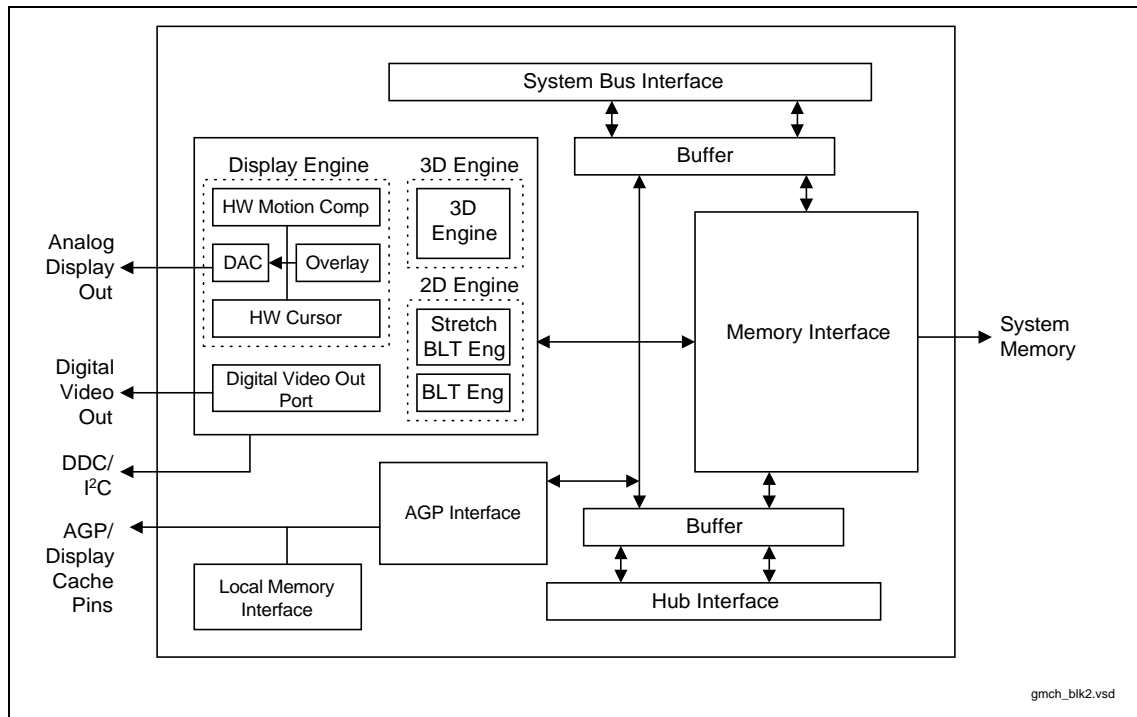 System Bus Interface
Buffer
Display Engine
3D Engine
HW Motion Comp
3D
Engine
DAC
Overlay
HW Cursor
2D Engine
Stretch
BLT Eng
BLT Eng
Digital Video Out
Port
Memory Interface
Analog
Display
Out
Digital
Video
Out
DDC/
I²C
AGP/
Display
Cache
Pins
System
Memory
AGP Interface
Local Memory
Interface
Buffer
Hub Interface
gmch_blk2.vsd